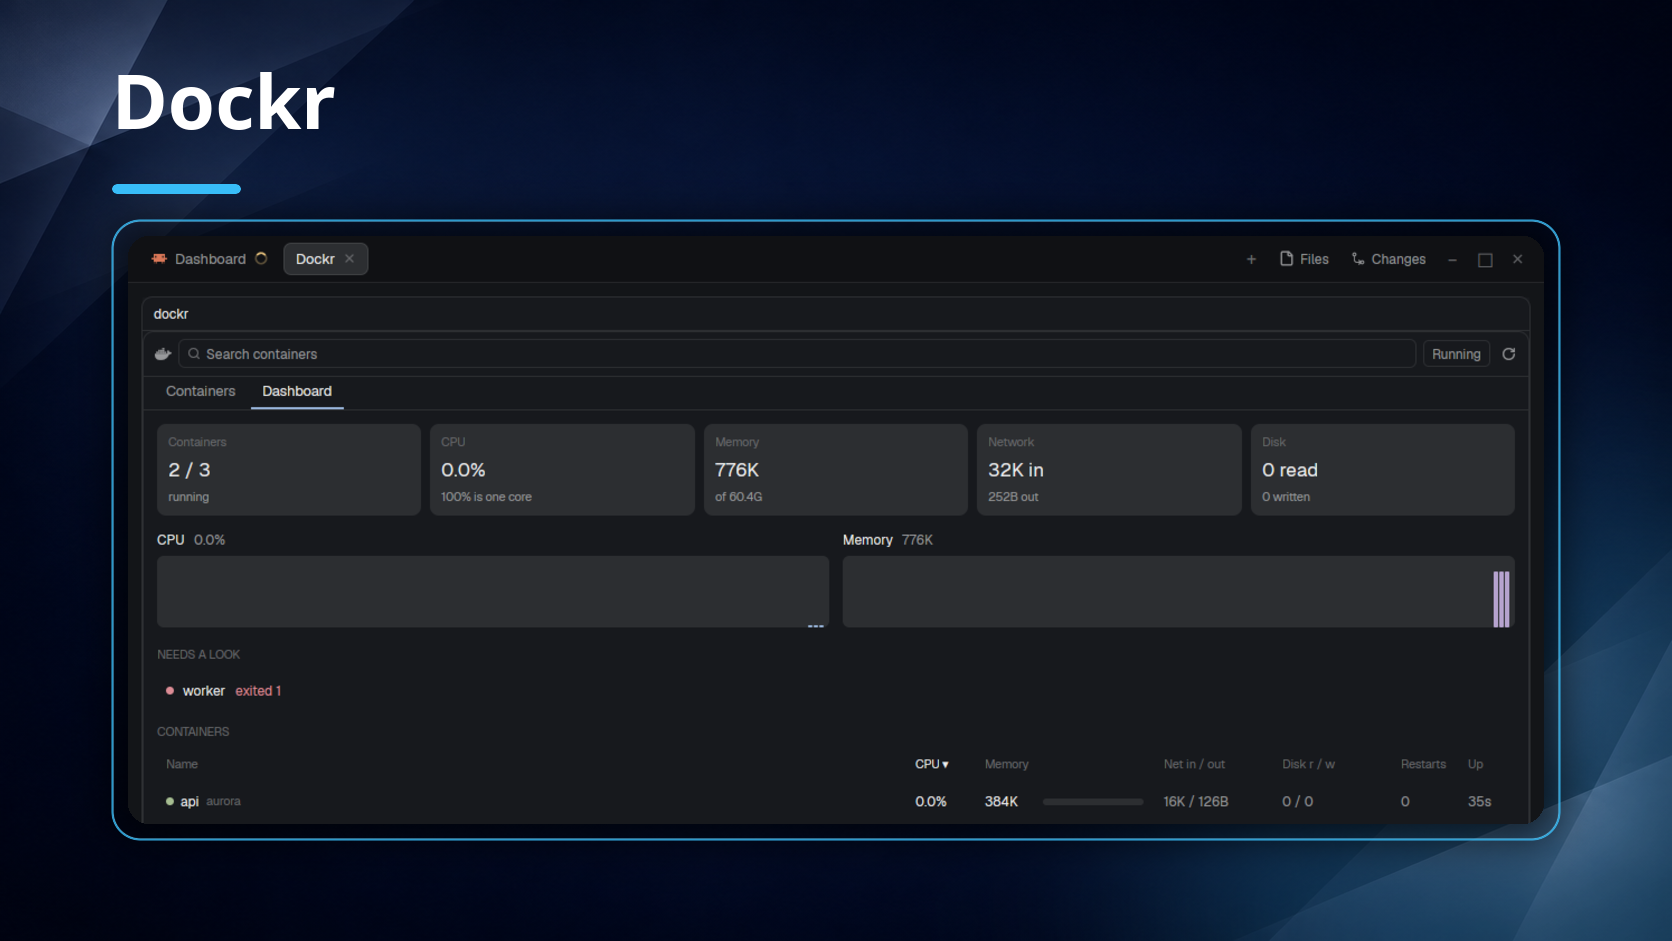 Dockr
Dashboard Dockr × + Files Changes – □ ×
dockr
Search containers Running
Containers Dashboard
Containers CPU Memory Network Disk
2 / 3 0.0% 776K 32K in 0 read
running 100% is one core of 60.4G 252B out 0 written
CPU 0.0% Memory 776K
NEEDS A LOOK
worker exited 1
CONTAINERS
Name CPU ▾ Memory Net in / out Disk r / w Restarts Up
api aurora 0.0% 384K 16K / 126B 0 / 0 0 35s